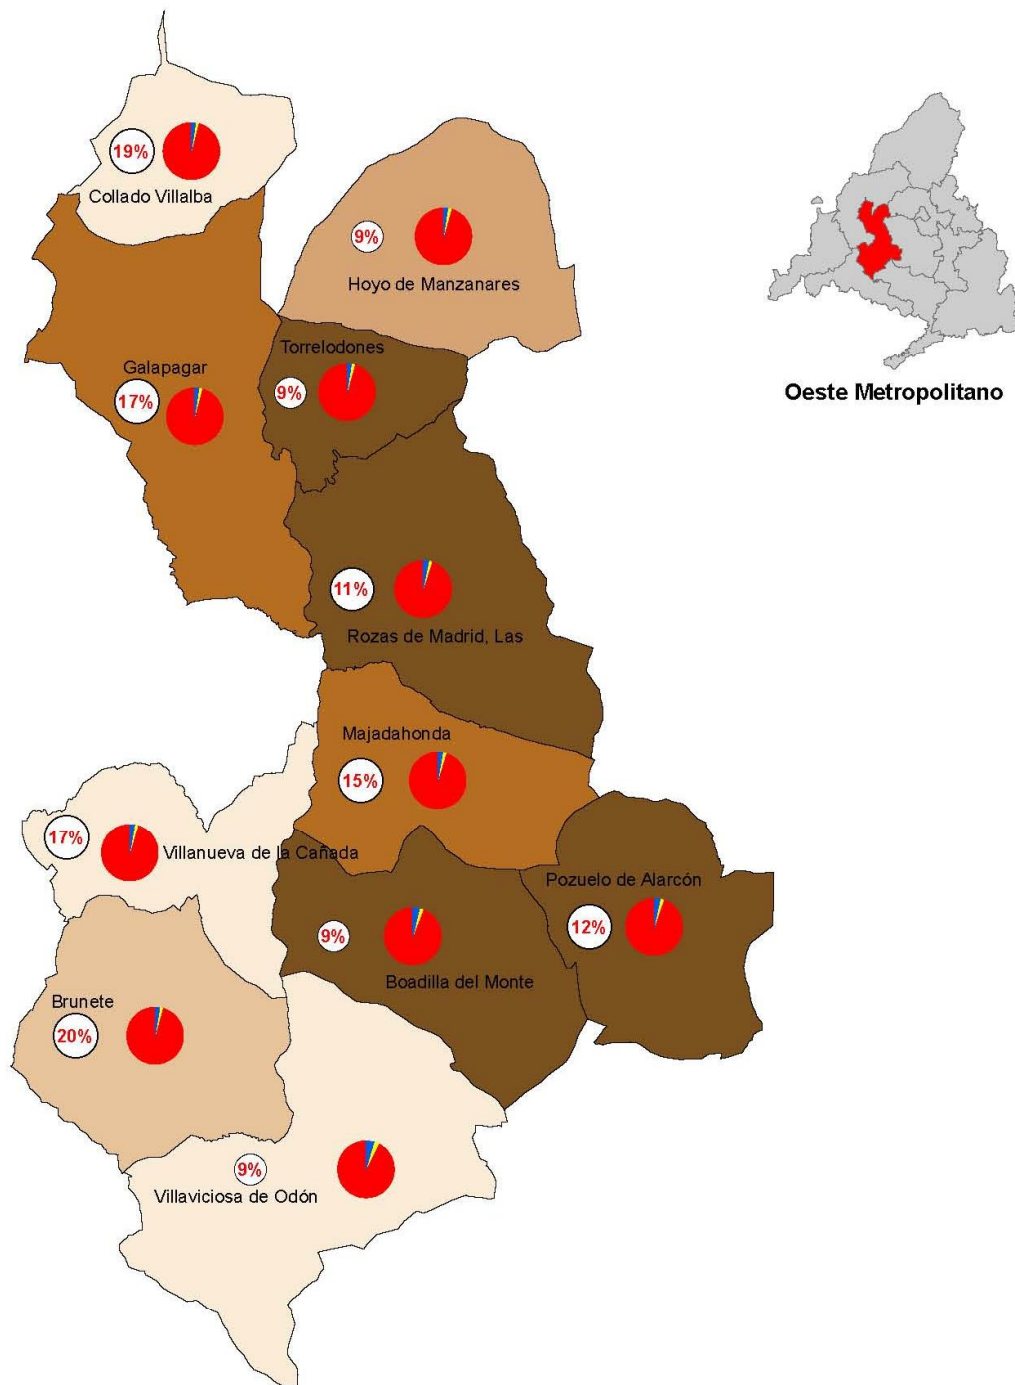 19%
Collado Villalba
9%
Hoyo de Manzanares
Torrelodones
9%
Galapagar
17%
Oeste Metropolitano
11%
Rozas de Madrid, Las
Majadahonda
15%
17%
Villanueva de la Cañada
Pozuelo de Alarcón
12%
9%
Boadilla del Monte
Brunete
20%
9%
Villaviciosa de Odón